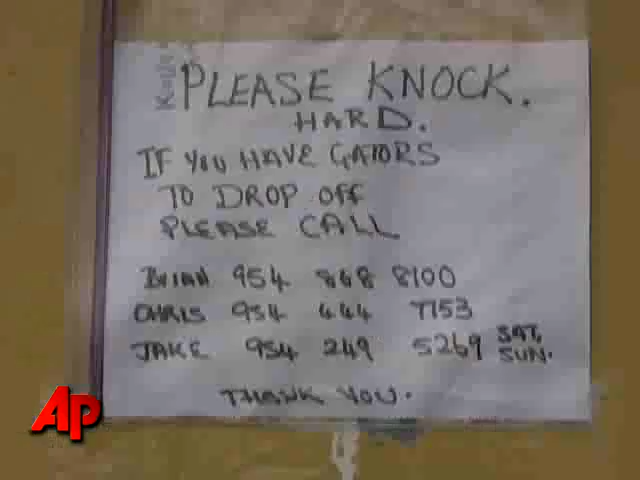 PLEASE KNOCK.
HARD.
IF YOU HAVE GATORS
TO DROP OFF
PLEASE CALL
BRIAN 954 868 8100
CHRIS 954 444 7153
JAKE 954 249 5269 SAT, SUN.
THANK YOU.
AP